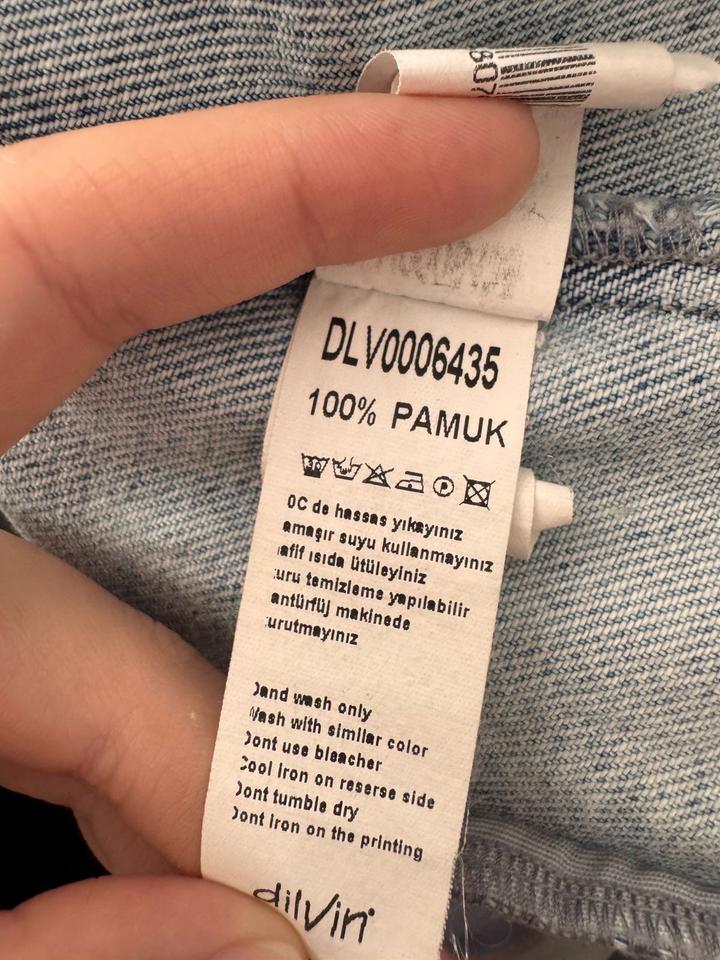 DLV0006435
100% PAMUK
0C de hassas yıkayınız
amaşır suyu kullanmayınız
afif ısıda ütüleyiniz
uru temizleme yapılabilir
antürfüj makinede
urutmayınız
and wash only
Wash with similar color
Dont use bleacher
Cool iron on reserse side
Dont tumble dry
Dont iron on the printing
dilvin